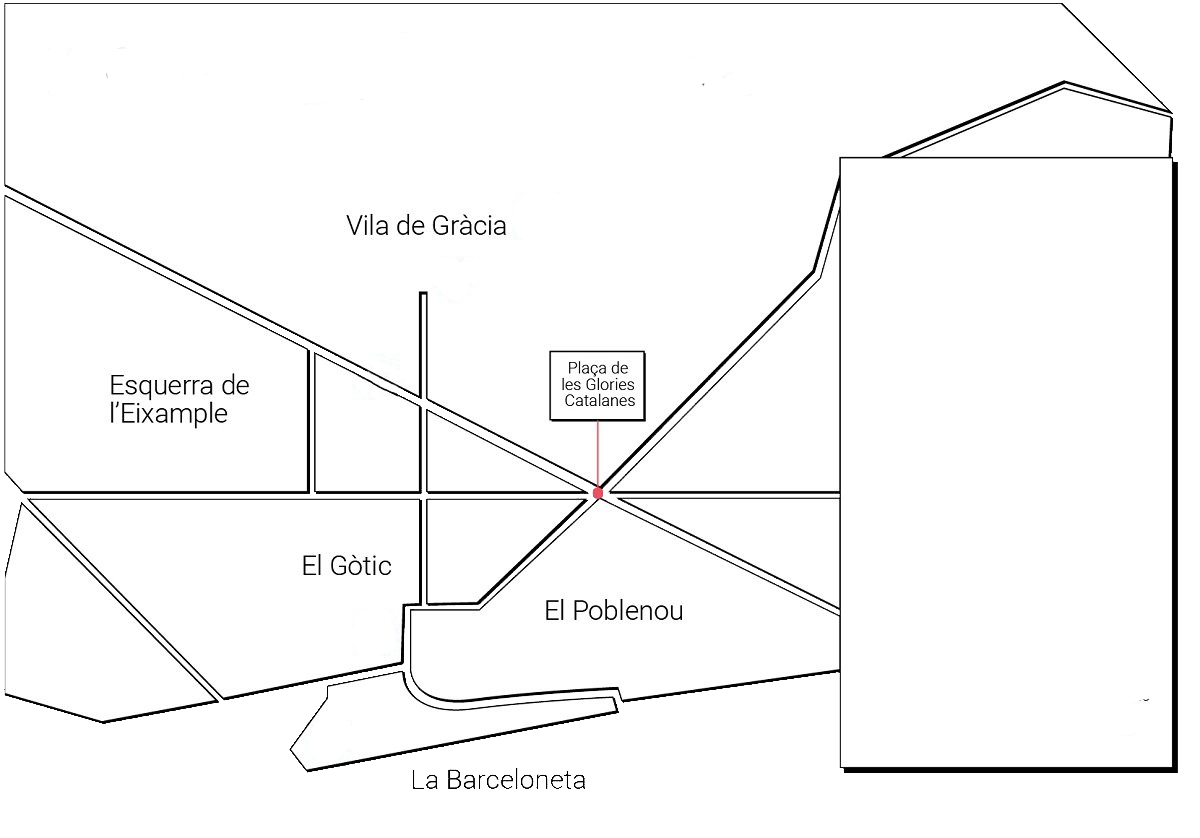 Vila de Gràcia
Plaça de
les Glories
Catalanes
Esquerra de
l'Eixample
El Gòtic
El Poblenou
La Barceloneta